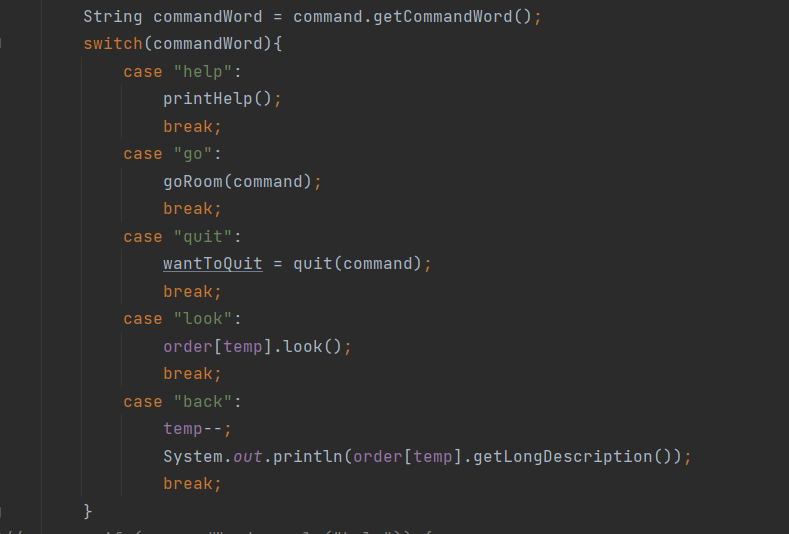 String commandWord = command.getCommandWord();
switch(commandWord){
case "help":
printHelp();
break;
case "go":
goRoom(command);
break;
case "quit":
wantToQuit = quit(command);
break;
case "look":
order[temp].look();
break;
case "back":
temp--;
System.out.println(order[temp].getLongDescription());
break;
}